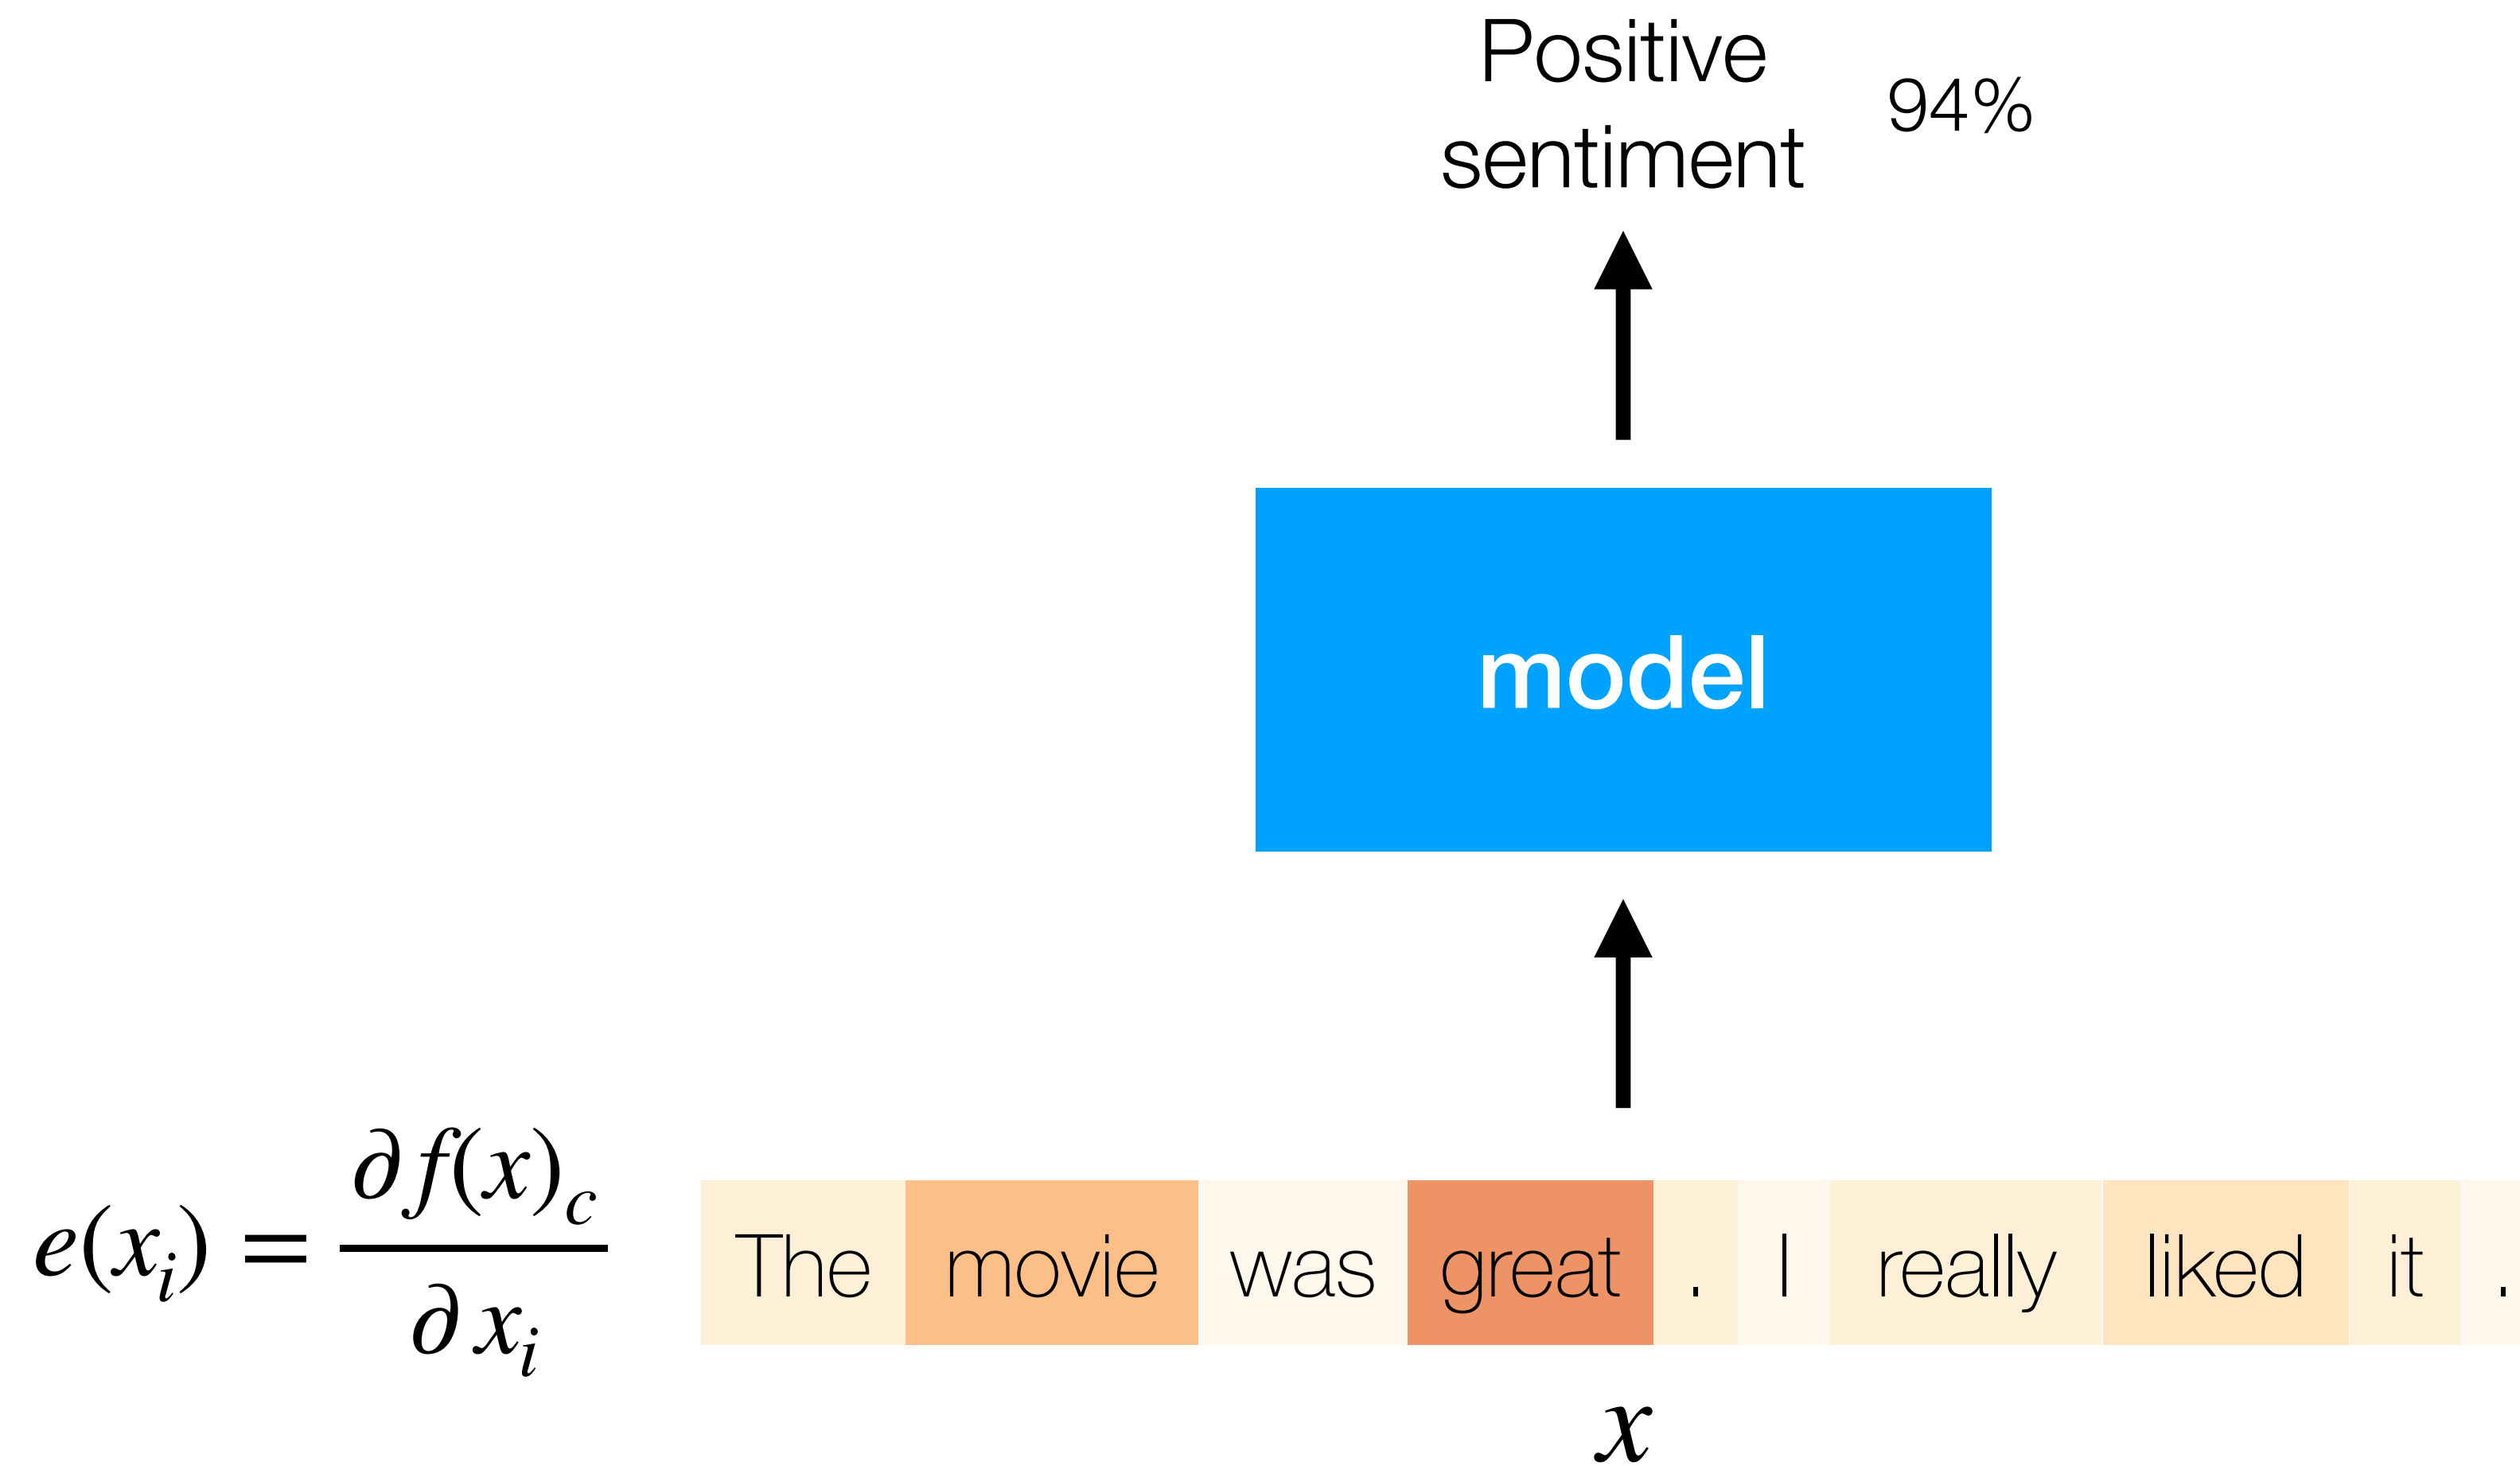 Positive
sentiment
94%
model
e(x_i) = ∂f(x)_c / ∂x_i
The movie was great . I really liked it .
x